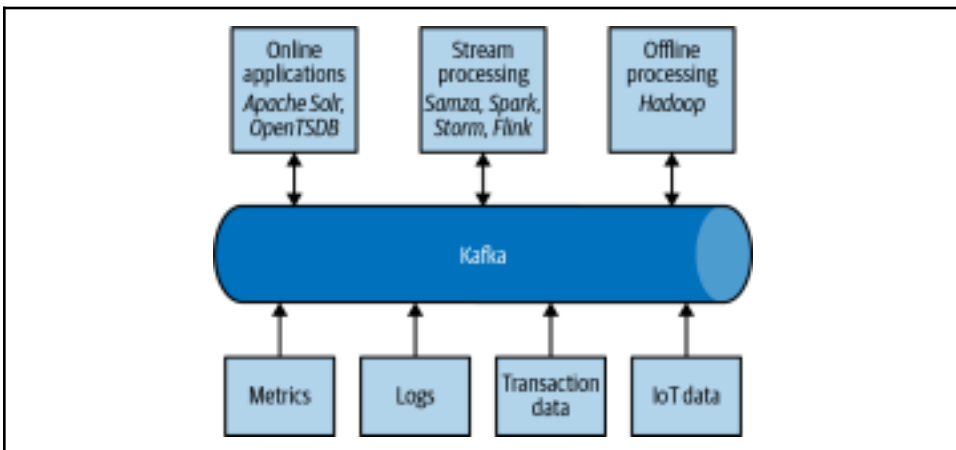 Online
applications
Apache Solr,
OpenTSDB
Stream
processing
Samza, Spark,
Storm, Flink
Offline
processing
Hadoop
Kafka
Metrics
Logs
Transaction
data
IoT data